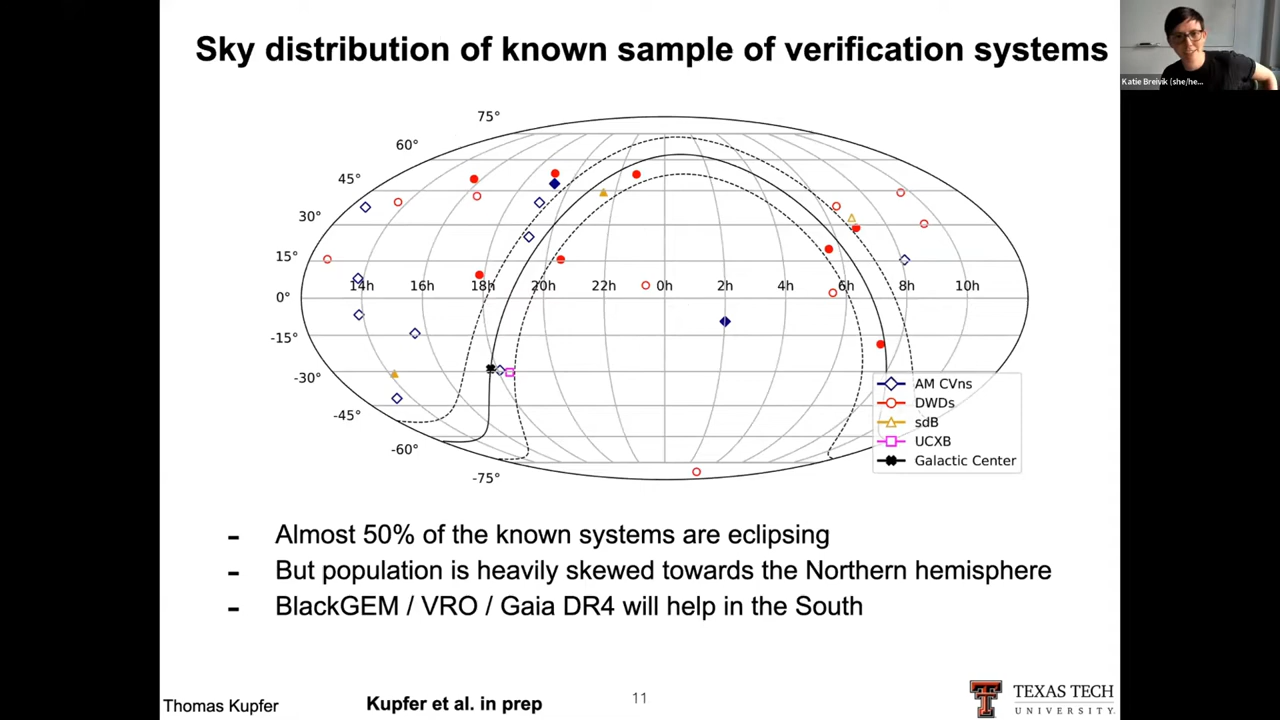 Sky distribution of known sample of verification systems
Katie Breivik (she/he...
75°
60°
45°
30°
15°
0°
-15°
-30°
-45°
-60°
-75°
14h 16h 18h 20h 22h 0h 2h 4h 6h 8h 10h
AM CVns
DWDs
sdB
UCXB
Galactic Center
- Almost 50% of the known systems are eclipsing
- But population is heavily skewed towards the Northern hemisphere
- BlackGEM / VRO / Gaia DR4 will help in the South
Thomas Kupfer
Kupfer et al. in prep
11
TEXAS TECH
UNIVERSITY